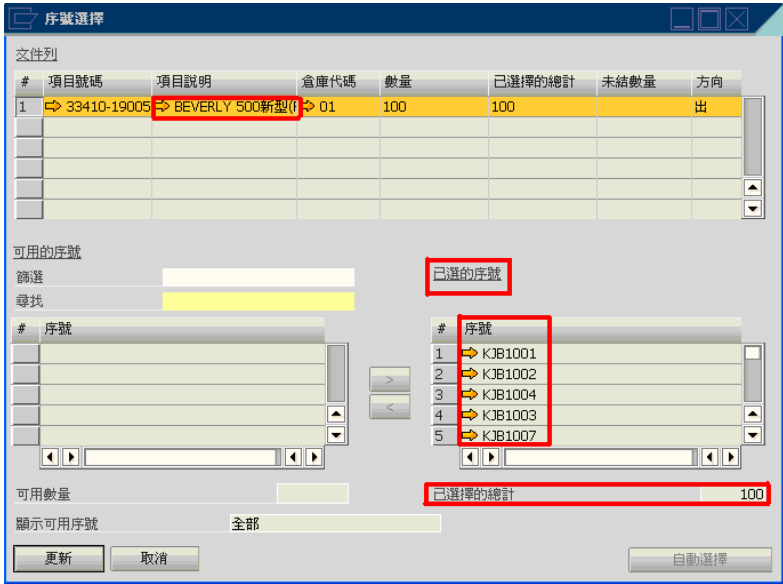 序號選擇
文件列
# 項目號碼 項目說明 倉庫代碼 數量 已選擇的總計 未結數量 方向
1 33410-19005 BEVERLY 500新型(F 01 100 100 出
可用的序號
已選的序號
篩選
尋找
# 序號
# 序號
1 KJB1001
2 KJB1002
3 KJB1004
4 KJB1003
5 KJB1007
> 
<
可用數量
已選擇的總計 100
顯示可用序號 全部
更新 取消 自動選擇